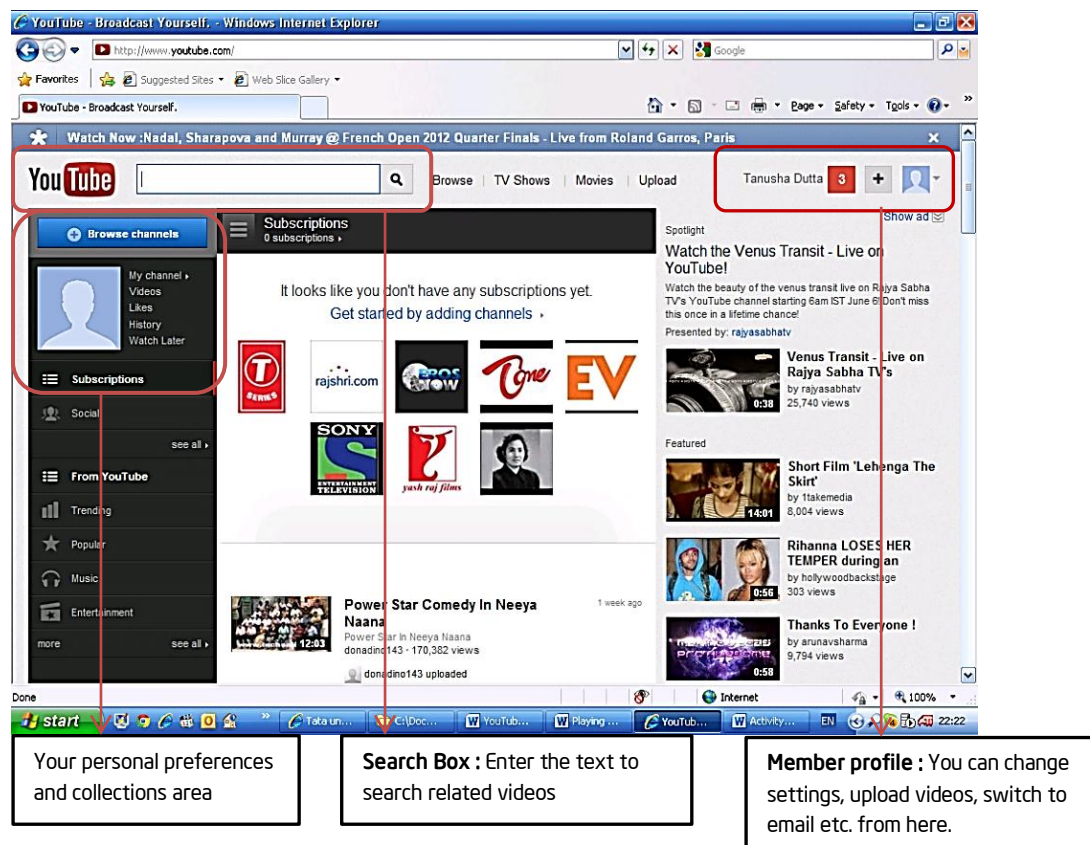 YouTube - Broadcast Yourself. - Windows Internet Explorer
http://www.youtube.com/
Google
Favorites
Suggested Sites
Web Slice Gallery
YouTube - Broadcast Yourself.
Page
Safety
Tools
Watch Now :Nadal, Sharapova and Murray @ French Open 2012 Quarter Finals - Live from Roland Garros, Paris
YouTube
Browse
TV Shows
Movies
Upload
Tanusha Dutta
3
+
Browse channels
My channel
Videos
Likes
History
Watch Later
Subscriptions
Social
see all
From YouTube
Trending
Popular
Music
Entertainment
more
see all
Subscriptions
0 subscriptions
It looks like you don't have any subscriptions yet.
Get started by adding channels
T
SERIES
rajshri.com
EROS
NOW
Tone
EV
SONY
ENTERTAINMENT
TELEVISION
yash raj films
Power Star Comedy In Neeya
Naana
1 week ago
12:03
Power Star In Neeya Naana
donadino143 - 170,382 views
donadino143 uploaded
Show ad
Spotlight
Watch the Venus Transit - Live on
YouTube!
Watch the beauty of the venus transit live on Rajya Sabha
TV's YouTube channel starting 6am IST June 6! Don't miss
this once in a lifetime chance!
Presented by: rajyasabhatv
Venus Transit - Live on
Rajya Sabha TV's
by rajyasabhatv
0:38
25,740 views
Featured
Short Film 'Lehenga The
Skirt'
by 1takemedia
14:01
8,004 views
Rihanna LOSES HER
TEMPER during an
by hollywoodbackstage
0:56
303 views
Thanks To Everyone !
by arunavsharma
9,794 views
0:58
Done
Internet
100%
start
Tata un...
C:\Doc...
YouTub...
Playing ...
YouTub...
Activity...
EN
22:22
Your personal preferences
and collections area
Search Box : Enter the text to
search related videos
Member profile : You can change
settings, upload videos, switch to
email etc. from here.